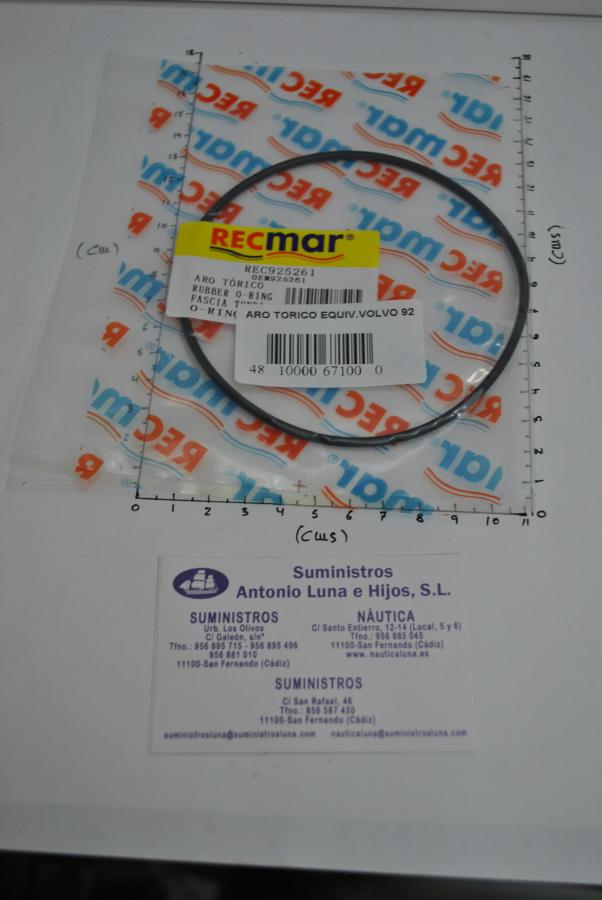 RECmar®
REC925261
OEM925261
ARO TÓRICO
RUBBER O-RING
FASCIA
O-RING
ARO TORICO EQUIV.VOLVO 92
48 10000 67100 0
(cms)
(cms)
0 1 2 3 4 5 6 7 8 9 10 11
(cms)
Suministros
Antonio Luna e Hijos, S.L.
SUMINISTROS
Urb. Los Olivos
C/ Galeón, s/nº
Tfno.: 956 895 715 - 956 895 496
956 881 010
11100-San Fernando (Cádiz)
NÁUTICA
C/ Santo Entierro, 12-14 (Local, 5 y 6)
Tfno.: 956 885 045
11100-San Fernando (Cádiz)
www. nauticaluna.es
SUMINISTROS
C/ San Rafael, 46
Tfno.: 856 587 430
11100-San Fernando (Cádiz)
suministrosluna@suministrosluna.com nauticaluna@suministrosluna.com